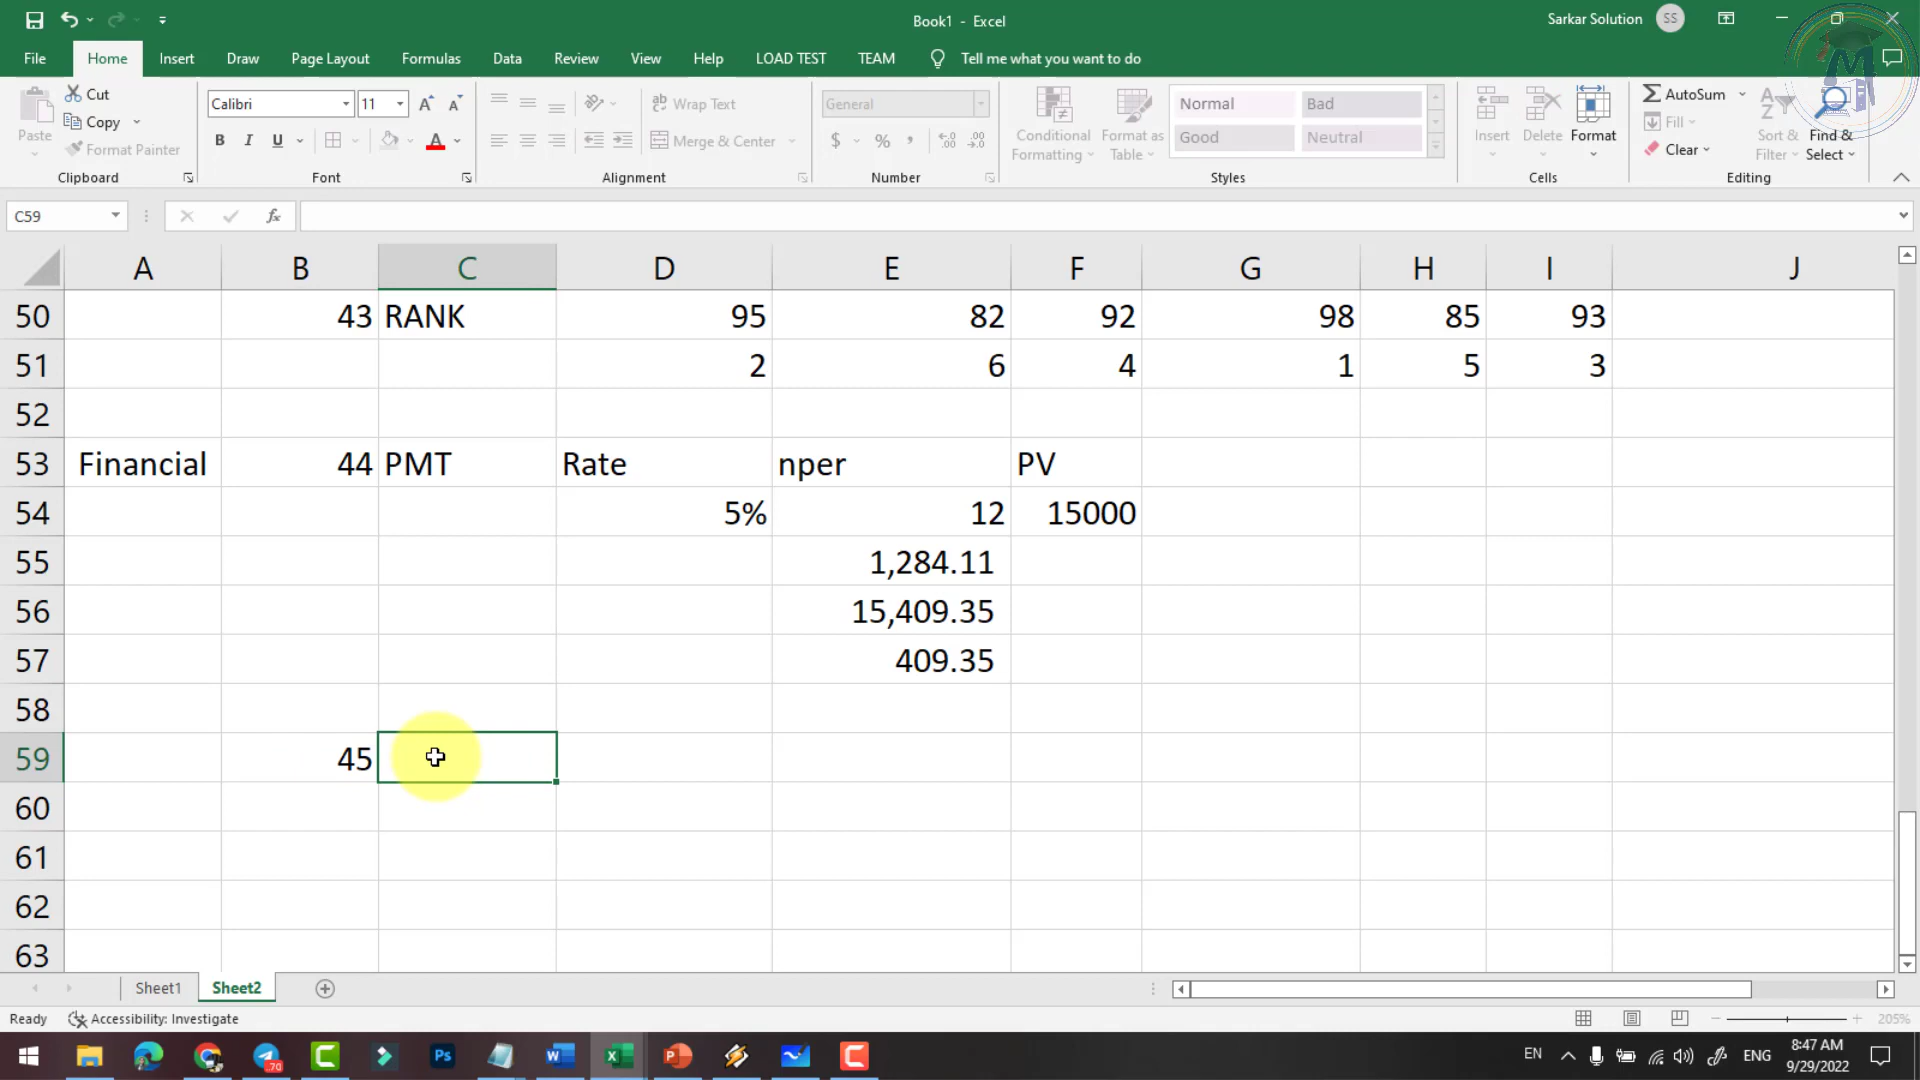 Book1 - Excel
Sarkar Solution SS
File Home Insert Draw Page Layout Formulas Data Review View Help LOAD TEST TEAM Tell me what you want to do
Paste
Cut
Copy
Format Painter
Clipboard
Calibri 11
B I U A
Font
Wrap Text
Merge & Center
Alignment
General
$ % ,
Number
Conditional Formatting
Format as Table
Normal Bad
Good Neutral
Styles
Insert Delete Format
Cells
AutoSum
Fill
Clear
Sort & Filter
Find & Select
Editing
C59 fx
A B C D E F G H I J
50 43 RANK 95 82 92 98 85 93
51 2 6 4 1 5 3
52
53 Financial 44 PMT Rate nper PV
54 5% 12 15000
55 1,284.11
56 15,409.35
57 409.35
58
59 45
60
61
62
63
Sheet1 Sheet2
Ready Accessibility: Investigate 205%
EN ENG 8:47 AM
9/29/2022